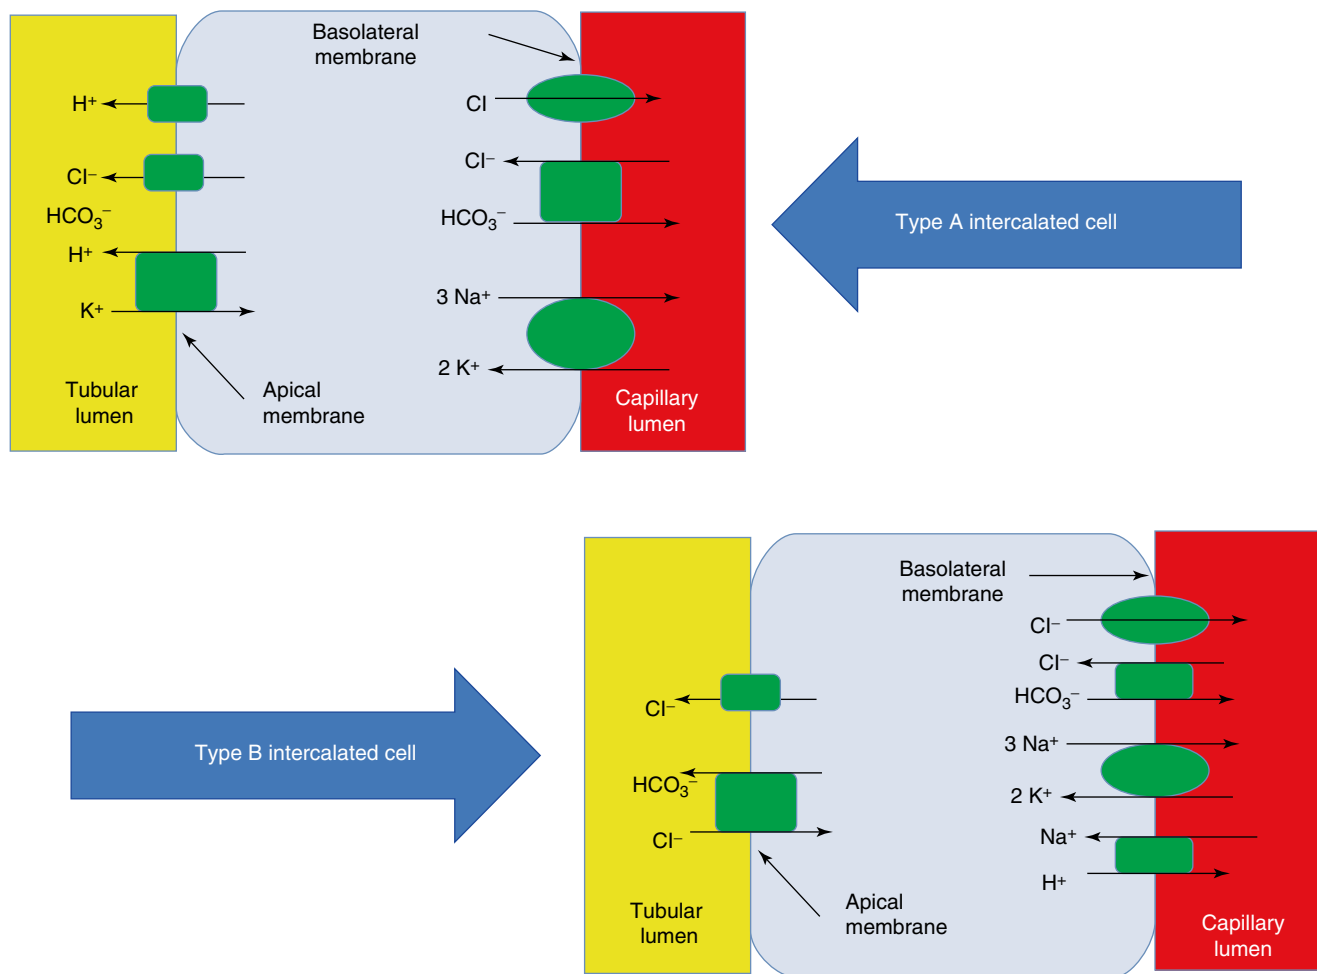 Basolateral
membrane
H⁺
Cl
Cl⁻
Cl⁻
HCO₃⁻
HCO₃⁻
H⁺
3 Na⁺
K⁺
2 K⁺
Tubular
lumen
Apical
membrane
Capillary
lumen
Type A intercalated cell
Basolateral
membrane
Cl⁻
Cl⁻
HCO₃⁻
Cl⁻
3 Na⁺
HCO₃⁻
2 K⁺
Cl⁻
Na⁺
H⁺
Type B intercalated cell
Tubular
lumen
Apical
membrane
Capillary
lumen